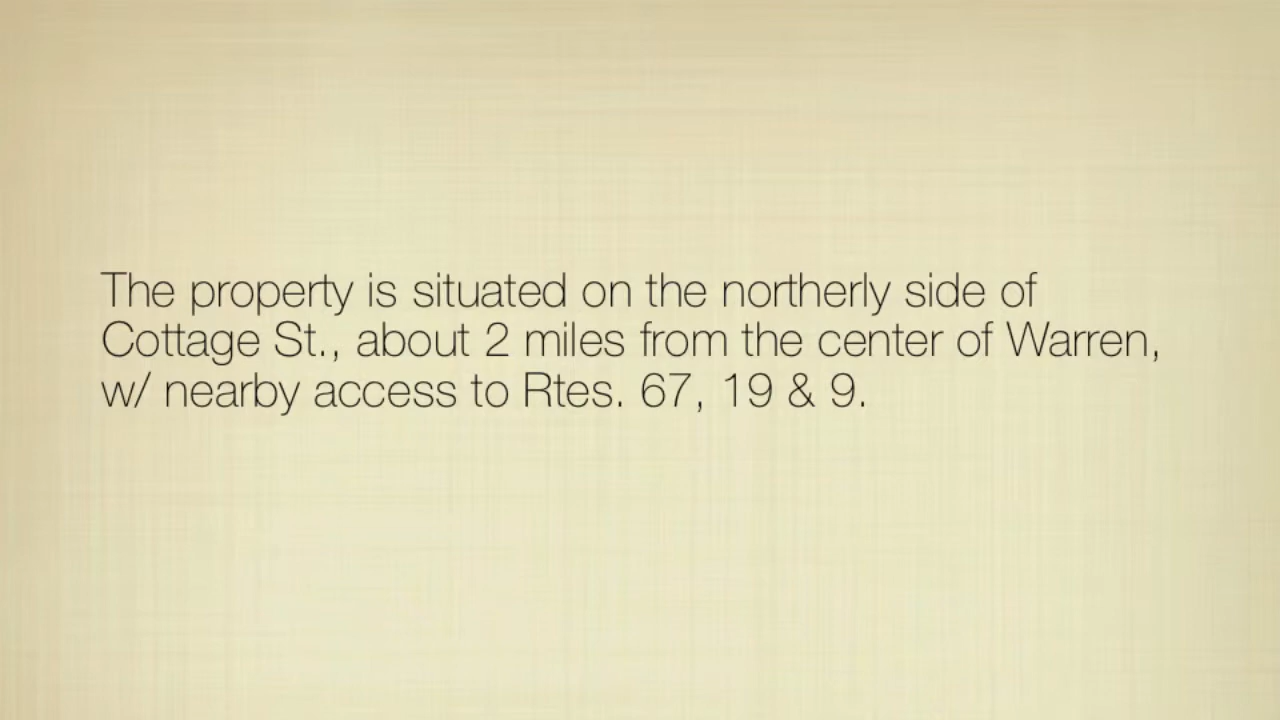 The property is situated on the northerly side of
Cottage St., about 2 miles from the center of Warren,
w/ nearby access to Rtes. 67, 19 & 9.